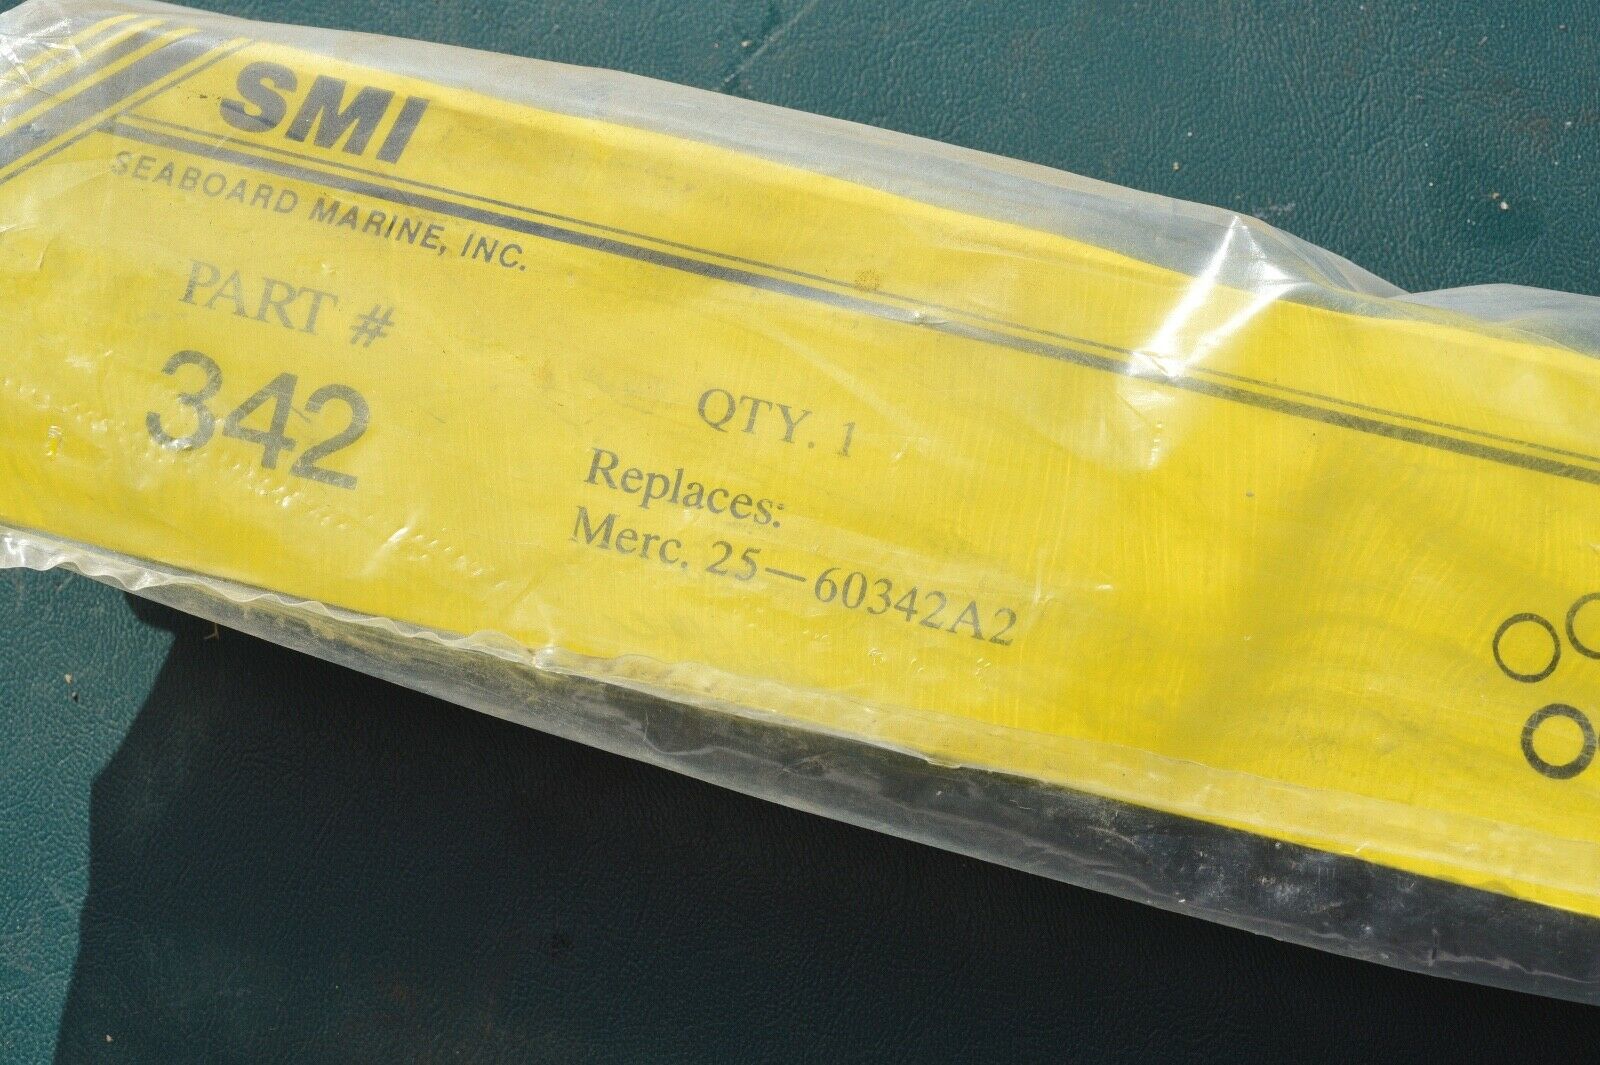 SMI
SEABOARD MARINE, INC.
PART #
342
QTY. 1
Replaces:
Merc. 25-60342A2